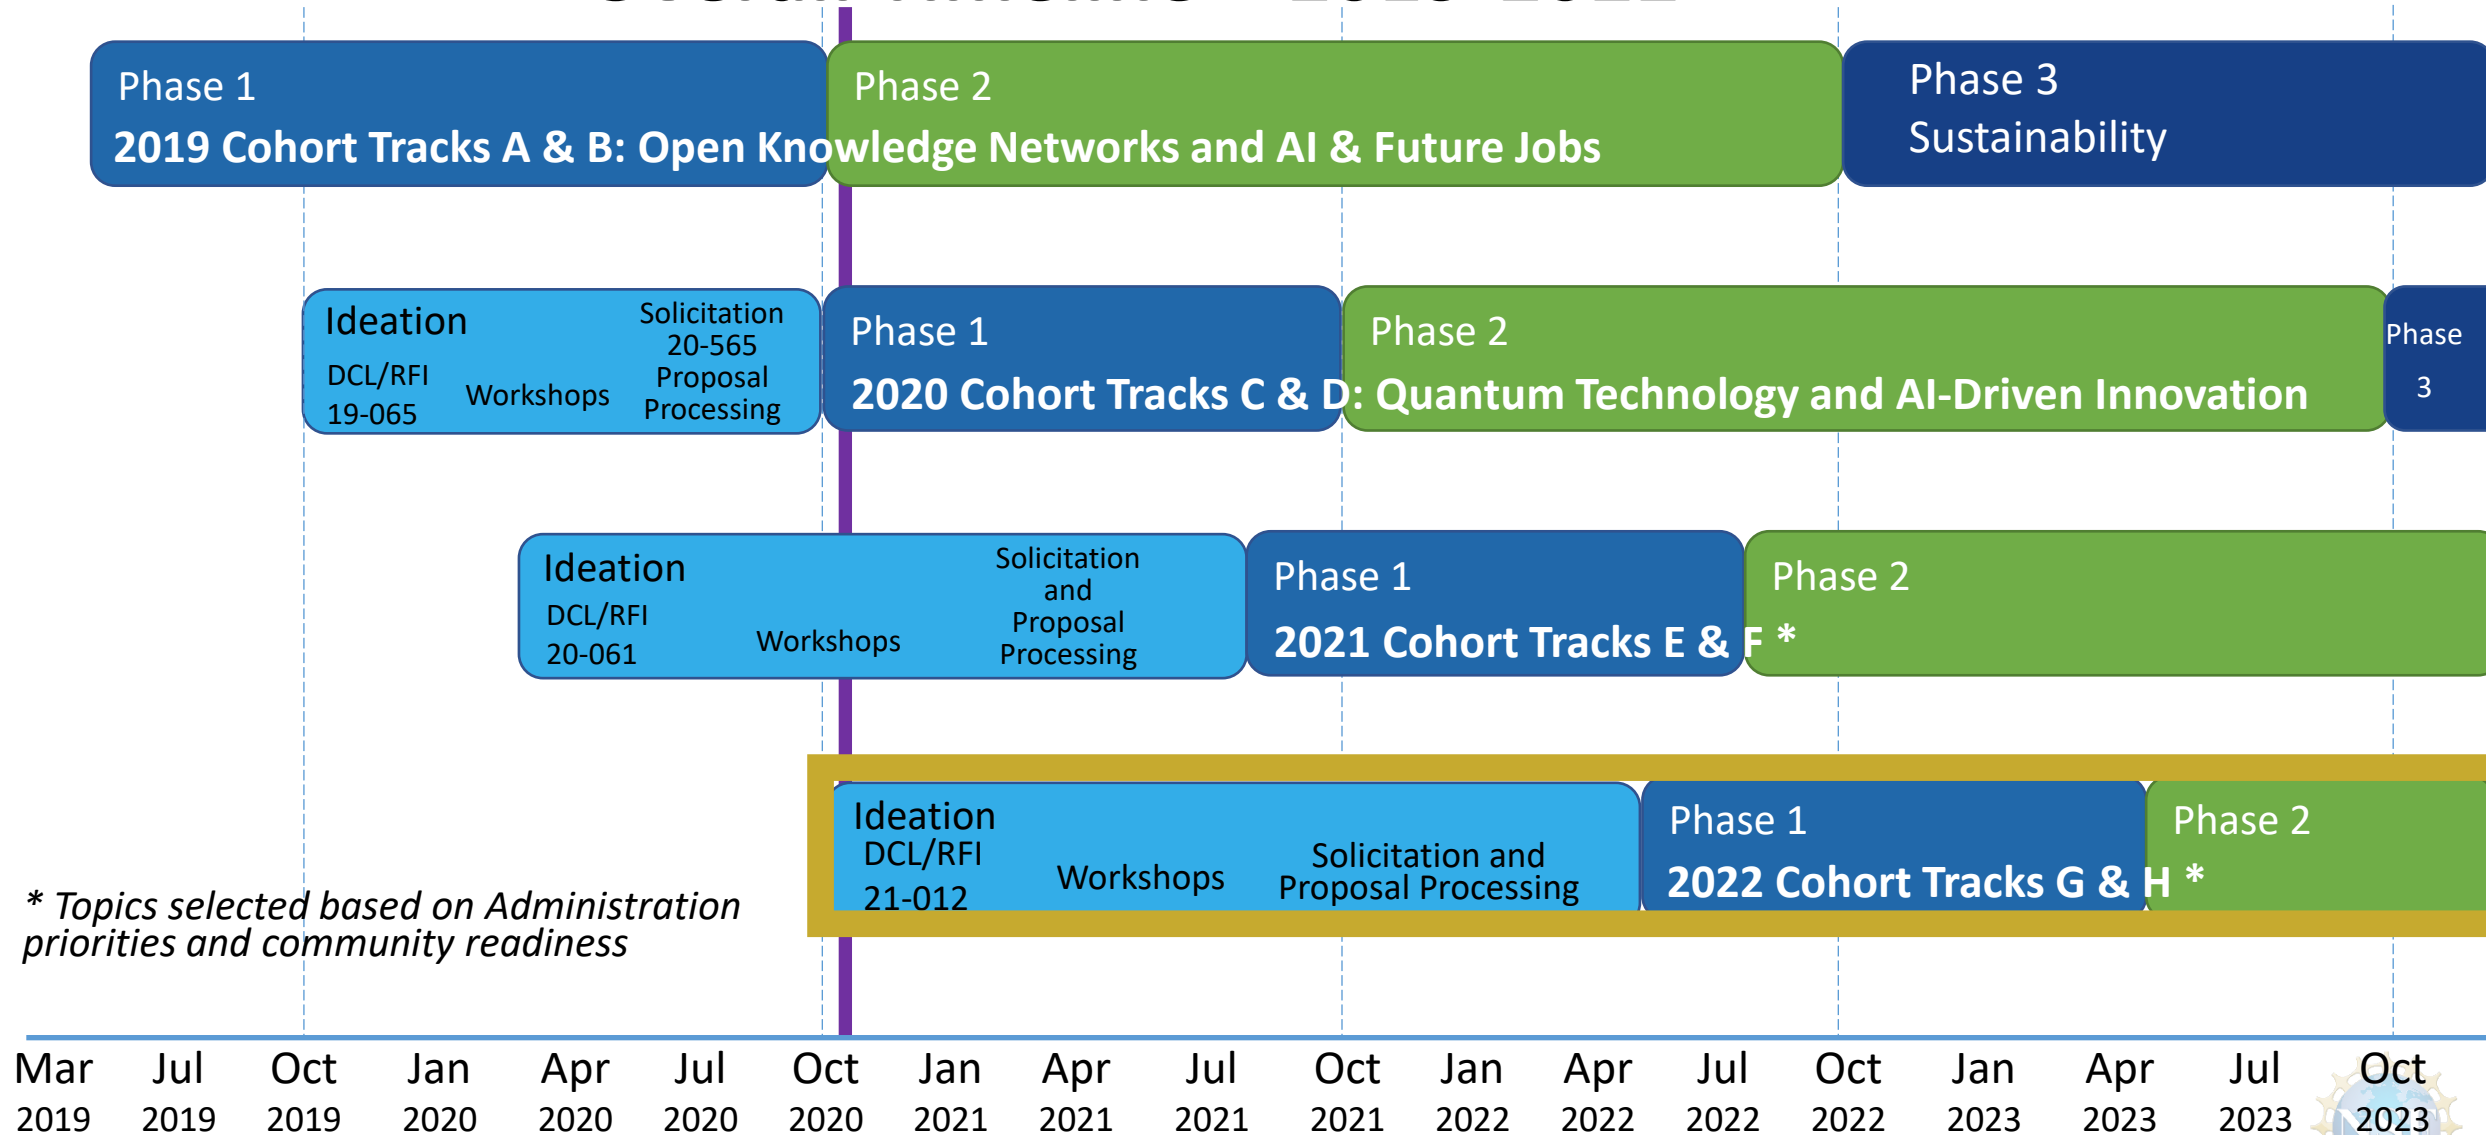 Phase 1
Phase 2
Phase 3
Sustainability
2019 Cohort Tracks A & B: Open Knowledge Networks and AI & Future Jobs
Ideation
DCL/RFI
19-065
Workshops
Solicitation
20-565
Proposal
Processing
Phase 1
Phase 2
2020 Cohort Tracks C & D: Quantum Technology and AI-Driven Innovation
Phase
3
Ideation
DCL/RFI
20-061
Workshops
Solicitation
and
Proposal
Processing
Phase 1
Phase 2
2021 Cohort Tracks E & F *
Ideation
DCL/RFI
21-012
Workshops
Solicitation and
Proposal Processing
Phase 1
Phase 2
2022 Cohort Tracks G & H *
* Topics selected based on Administration
priorities and community readiness
Mar Jul Oct Jan Apr Jul Oct Jan Apr Jul Oct Jan Apr Jul Oct Jan Apr Jul Oct
2019 2019 2019 2020 2020 2020 2020 2021 2021 2021 2021 2022 2022 2022 2022 2023 2023 2023 2023